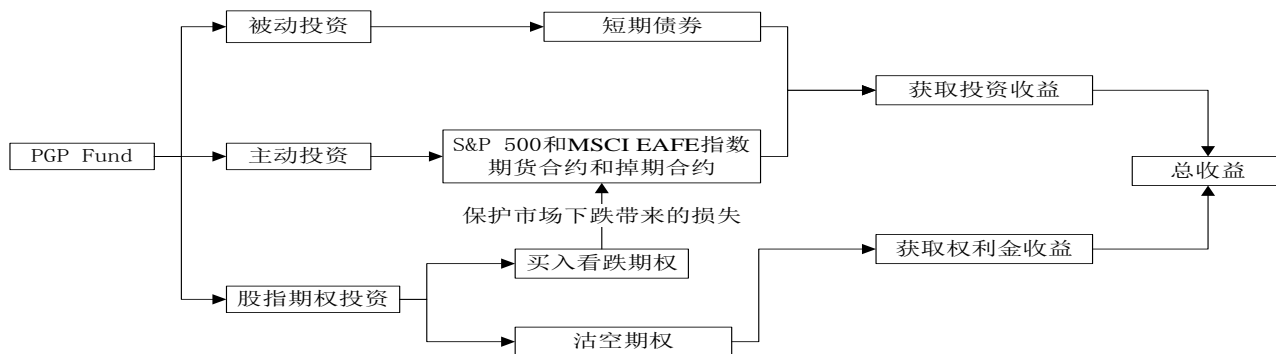 被动投资
短期债券
获取投资收益
PGP Fund
主动投资
S&P 500和MSCI EAFE指数
期货合约和掉期合约
总收益
保护市场下跌带来的损失
买入看跌期权
获取权利金收益
股指期权投资
沽空期权